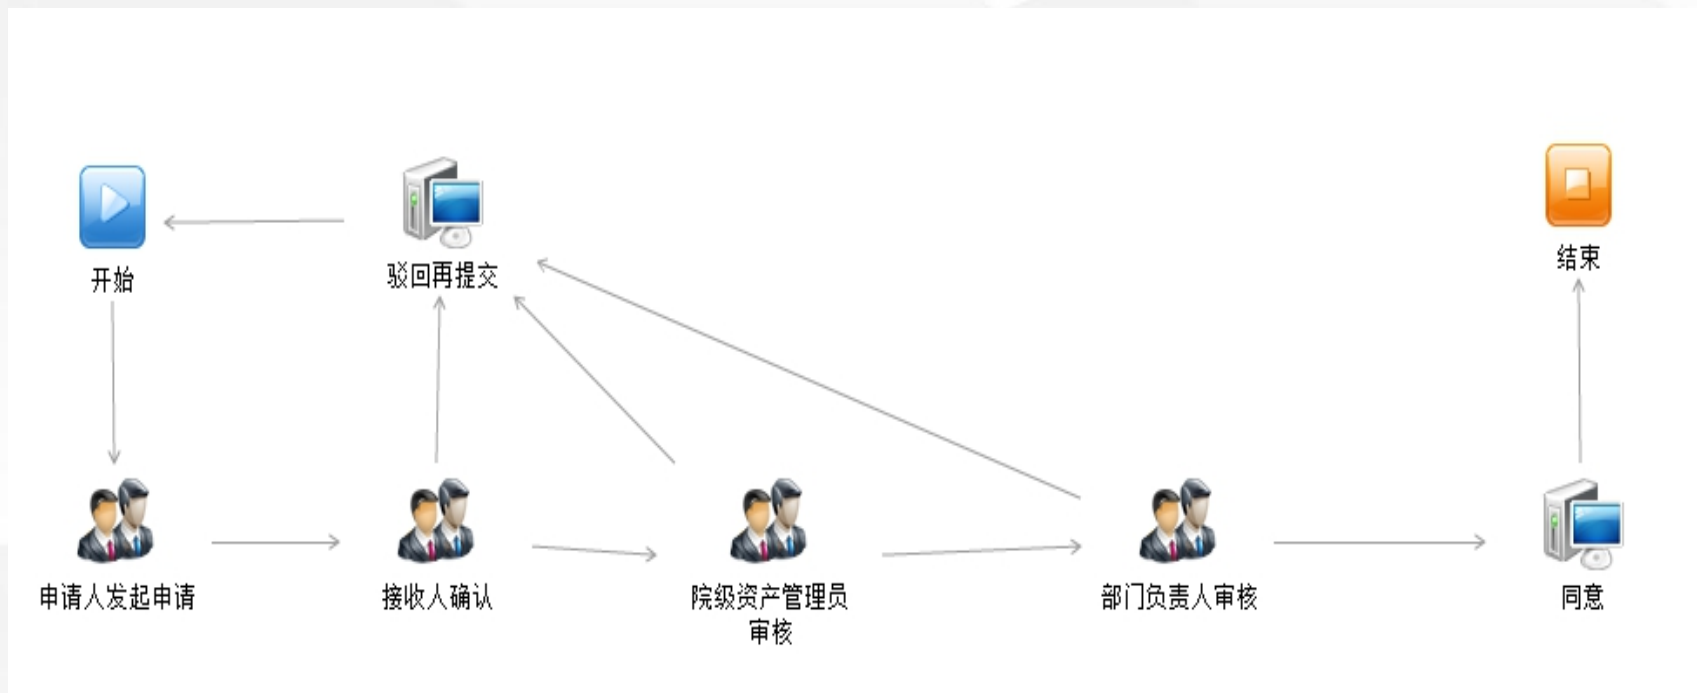 开始
驳回再提交
结束
申请人发起申请
接收人确认
院级资产管理员
审核
部门负责人审核
同意